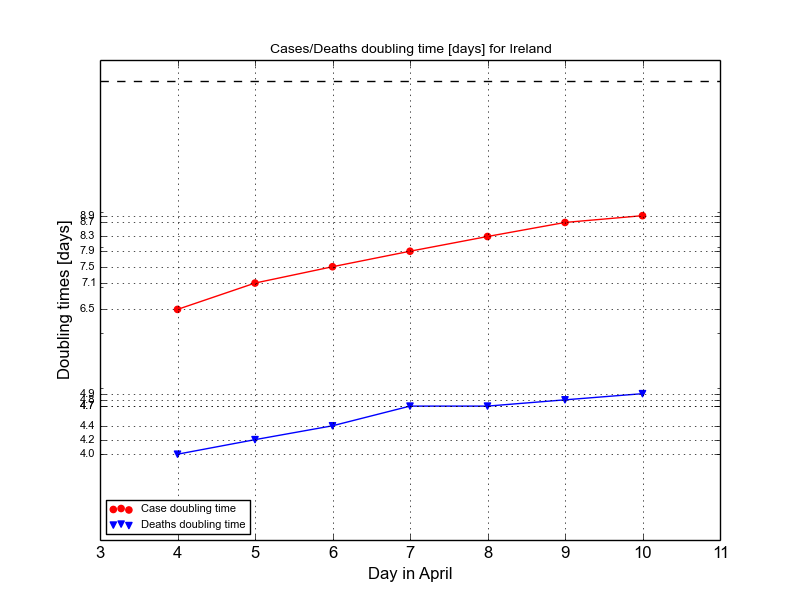 Cases/Deaths doubling time [days] for Ireland
Doubling times [days]
8.9
8.7
8.3
7.9
7.5
7.1
6.5
4.9
4.8
4.7
4.4
4.2
4.0
Case doubling time
Deaths doubling time
3 4 5 6 7 8 9 10 11
Day in April